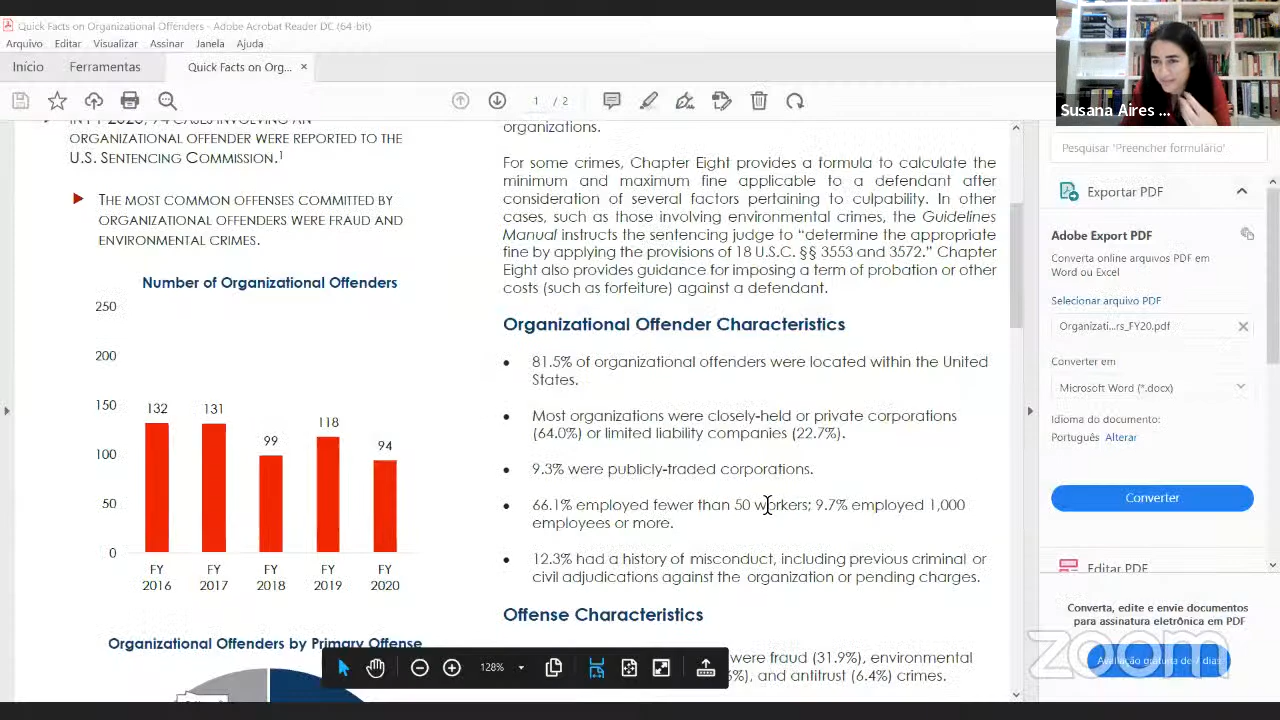 Quick Facts on Organizational Offenders - Adobe Acrobat Reader DC (64-bit)
Arquivo Editar Visualizar Assinar Janela Ajuda
Início Ferramentas Quick Facts on Org... ×
1 / 2
ORGANIZATIONAL OFFENDER WERE REPORTED TO THE
U.S. SENTENCING COMMISSION.1
THE MOST COMMON OFFENSES COMMITTED BY
ORGANIZATIONAL OFFENDERS WERE FRAUD AND
ENVIRONMENTAL CRIMES.
Number of Organizational Offenders
250
200
150
100
50
0
132
131
99
118
94
FY 2016
FY 2017
FY 2018
FY 2019
FY 2020
Organizational Offenders by Primary Offense
organizations.
For some crimes, Chapter Eight provides a formula to calculate the
minimum and maximum fine applicable to a defendant after
consideration of several factors pertaining to culpability. In other
cases, such as those involving environmental crimes, the Guidelines
Manual instructs the sentencing judge to “determine the appropriate
fine by applying the provisions of 18 U.S.C. §§ 3553 and 3572.” Chapter
Eight also provides guidance for imposing a term of probation or other
costs (such as forfeiture) against a defendant.
Organizational Offender Characteristics
• 81.5% of organizational offenders were located within the United
States.
• Most organizations were closely-held or private corporations
(64.0%) or limited liability companies (22.7%).
• 9.3% were publicly-traded corporations.
• 66.1% employed fewer than 50 workers; 9.7% employed 1,000
employees or more.
• 12.3% had a history of misconduct, including previous criminal or
civil adjudications against the organization or pending charges.
Offense Characteristics
were fraud (31.9%), environmental
and antitrust (6.4%) crimes.
128%
Susana Aires ...
Pesquisar 'Preencher formulário'
Exportar PDF
Adobe Export PDF
Converta online arquivos PDF em
Word ou Excel
Selecionar arquivo PDF
Organizati...rs_FY20.pdf
Converter em
Microsoft Word (*.docx)
Idioma do documento:
Português Alterar
Converter
Editar PDF
Converta, edite e envie documentos
para assinatura eletrônica em PDF
Avaliação gratuita de 7 dias
zoom